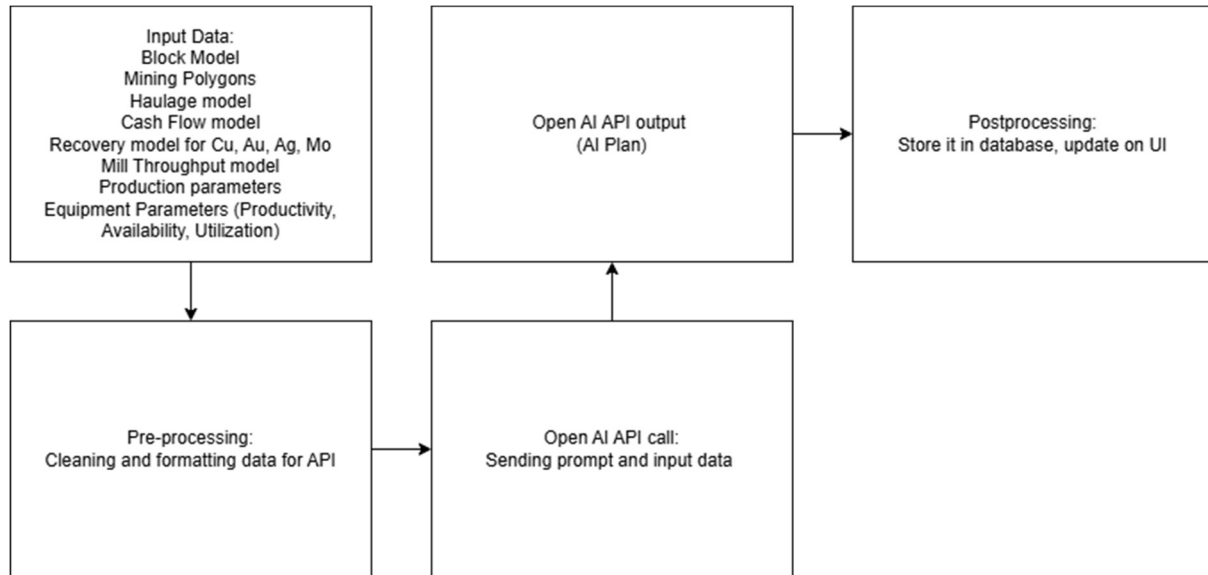 Input Data:
Block Model
Mining Polygons
Haulage model
Cash Flow model
Recovery model for Cu, Au, Ag, Mo
Mill Throughput model
Production parameters
Equipment Parameters (Productivity,
Availability, Utilization)
Pre-processing:
Cleaning and formatting data for API
Open AI API call:
Sending prompt and input data
Open AI API output
(AI Plan)
Postprocessing:
Store it in database, update on UI